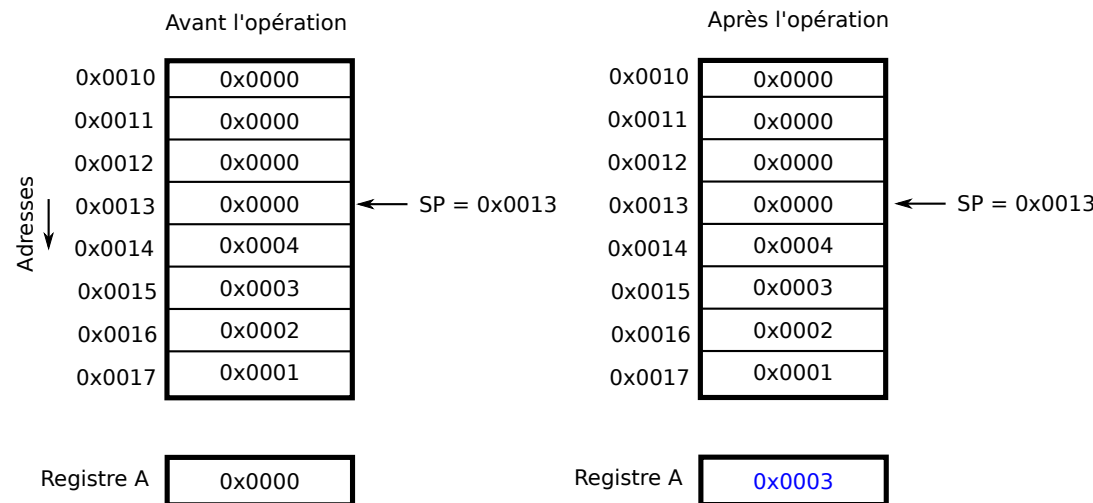 Avant l'opération
Après l'opération
0x0010 0x0000
0x0011 0x0000
0x0012 0x0000
0x0013 0x0000 SP = 0x0013
0x0014 0x0004
0x0015 0x0003
0x0016 0x0002
0x0017 0x0001
Adresses
Registre A 0x0000
0x0010 0x0000
0x0011 0x0000
0x0012 0x0000
0x0013 0x0000 SP = 0x0013
0x0014 0x0004
0x0015 0x0003
0x0016 0x0002
0x0017 0x0001
Registre A 0x0003